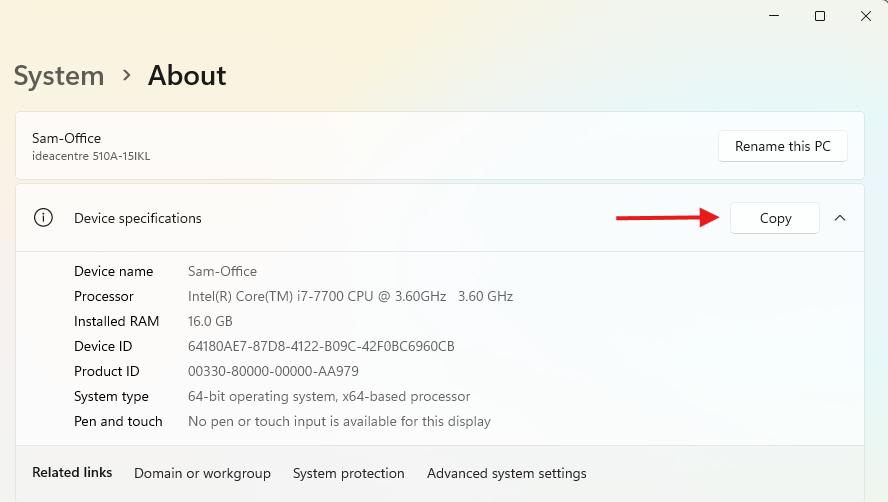 System > About
Sam-Office
ideacentre 510A-15IKL
Rename this PC
Device specifications
Copy
Device name Sam-Office
Processor Intel(R) Core(TM) i7-7700 CPU @ 3.60GHz 3.60 GHz
Installed RAM 16.0 GB
Device ID 64180AE7-87D8-4122-B09C-42F0BC6960CB
Product ID 00330-80000-00000-AA979
System type 64-bit operating system, x64-based processor
Pen and touch No pen or touch input is available for this display
Related links Domain or workgroup System protection Advanced system settings